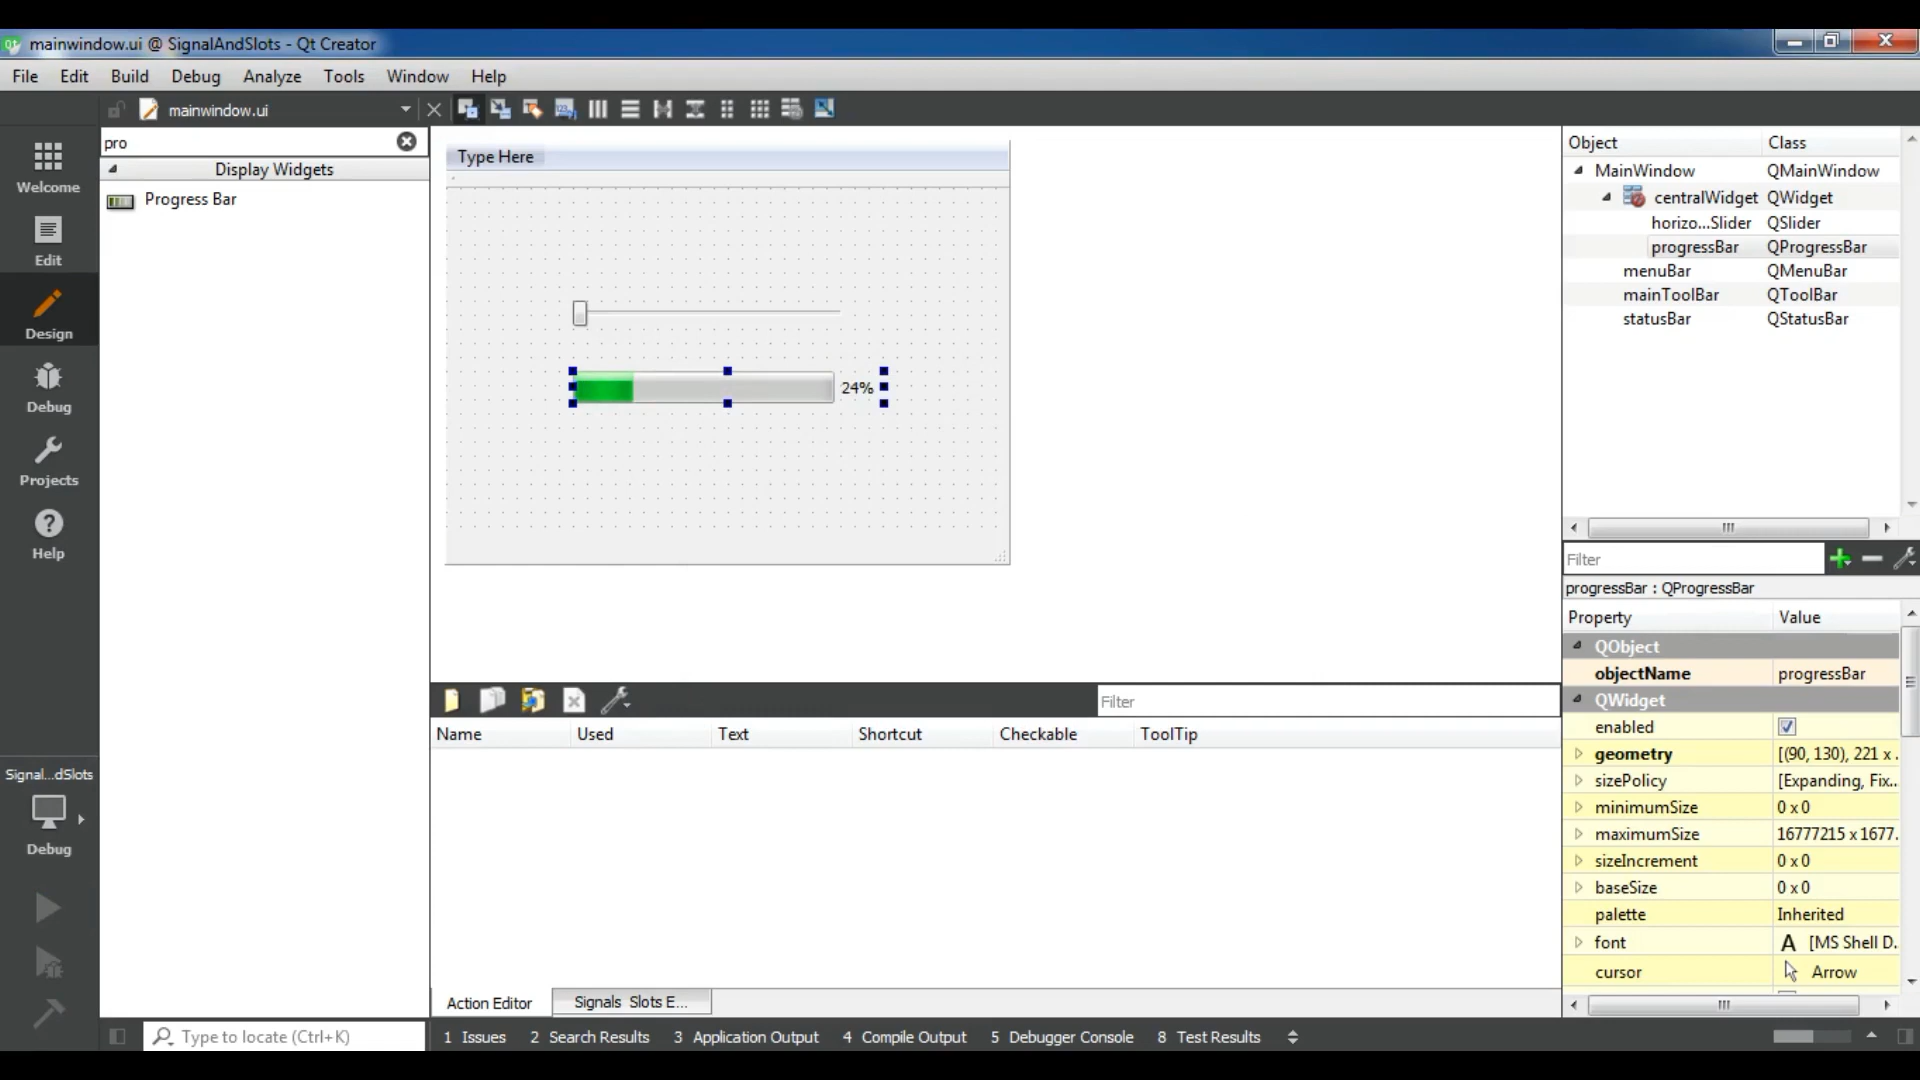 mainwindow.ui @ SignalAndSlots - Qt Creator
File Edit Build Debug Analyze Tools Window Help
mainwindow.ui
pro
Display Widgets
Progress Bar
Welcome
Edit
Design
Debug
Projects
Help
Signal...dSlots
Debug
Type to locate (Ctrl+K)
Type Here
24%
Filter
Name Used Text Shortcut Checkable ToolTip
Action Editor Signals Slots E...
1 Issues 2 Search Results 3 Application Output 4 Compile Output 5 Debugger Console 8 Test Results
Object Class
MainWindow QMainWindow
centralWidget QWidget
horizo...Slider QSlider
progressBar QProgressBar
menuBar QMenuBar
mainToolBar QToolBar
statusBar QStatusBar
Filter
progressBar : QProgressBar
Property Value
QObject
objectName progressBar
QWidget
enabled
geometry [(90, 130), 221 x .
sizePolicy [Expanding, Fix...
minimumSize 0 x 0
maximumSize 16777215 x 1677.
sizeIncrement 0 x 0
baseSize 0 x 0
palette Inherited
font A [MS Shell D.
cursor Arrow